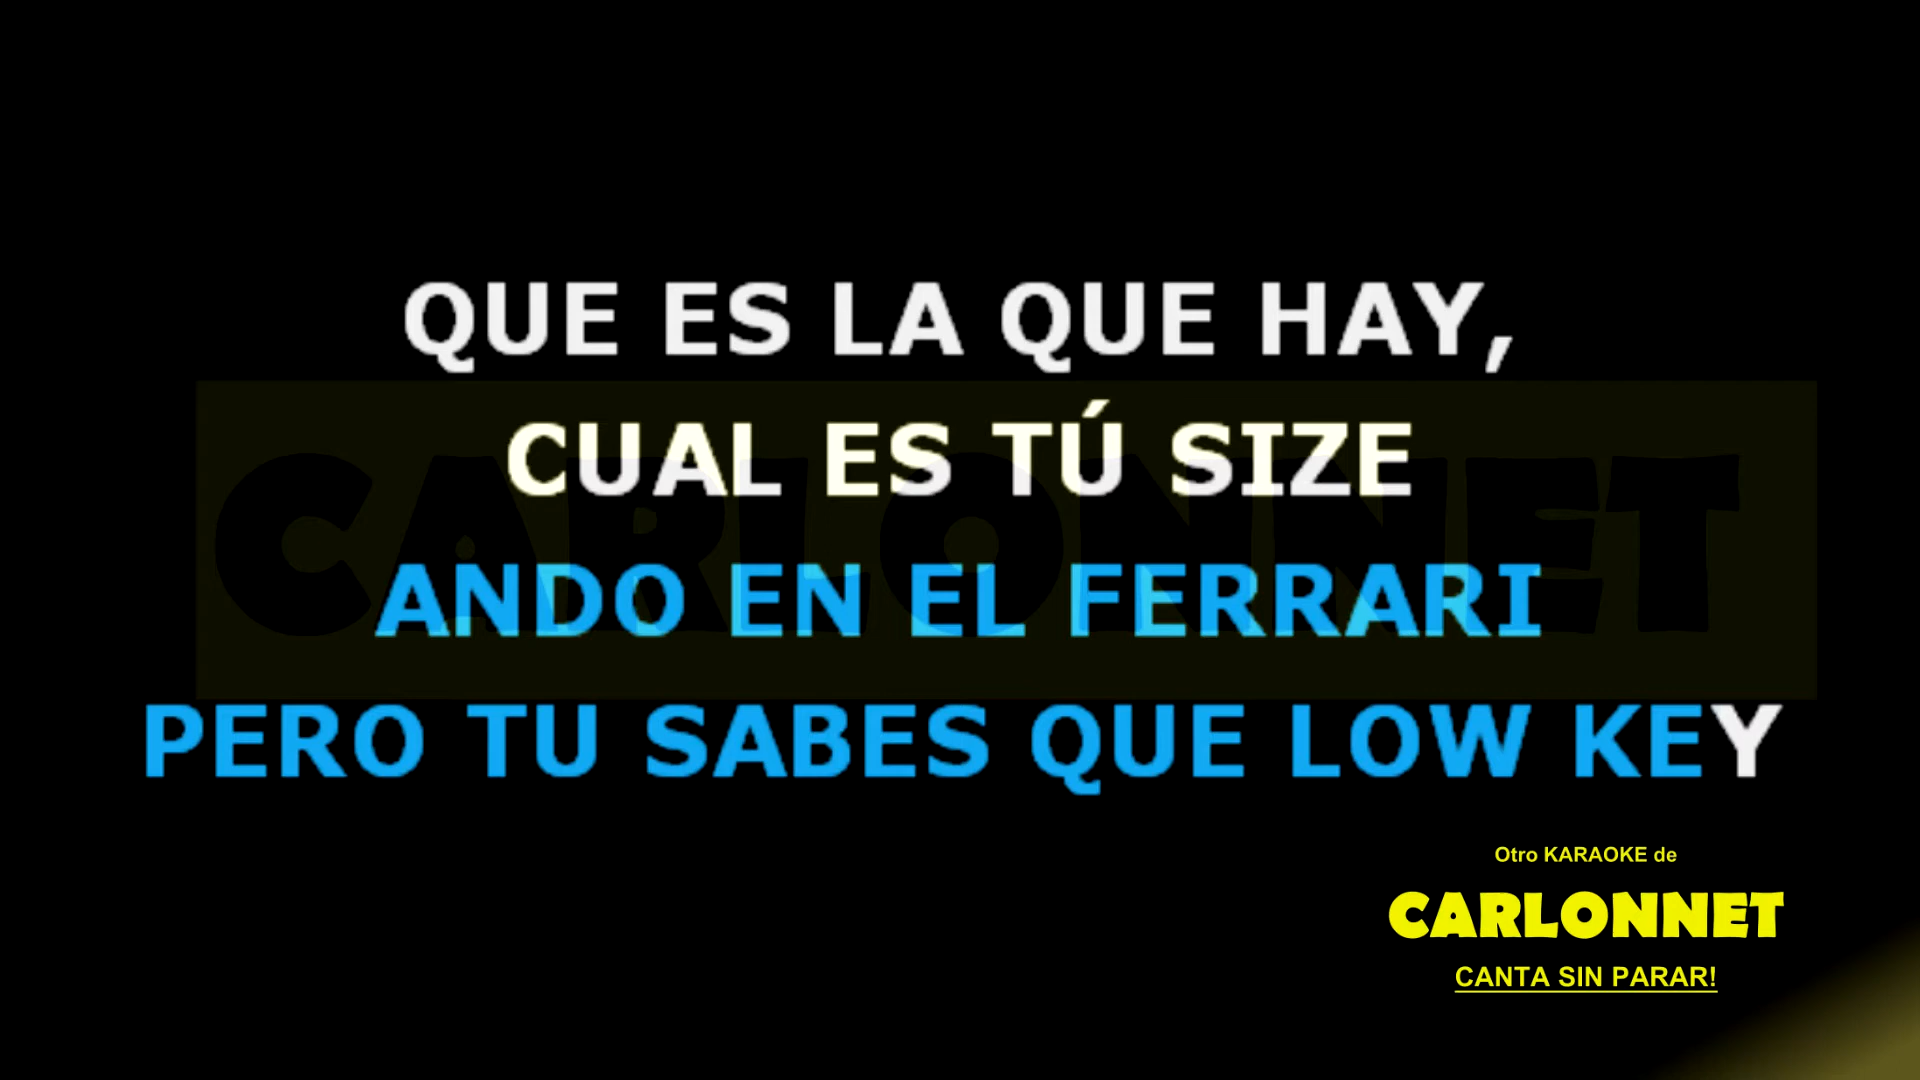 QUE ES LA QUE HAY,
CUAL ES TÚ SIZE
ANDO EN EL FERRARI
PERO TU SABES QUE LOW KEY
CARLONNET
Otro KARAOKE de
CARLONNET
CANTA SIN PARAR!